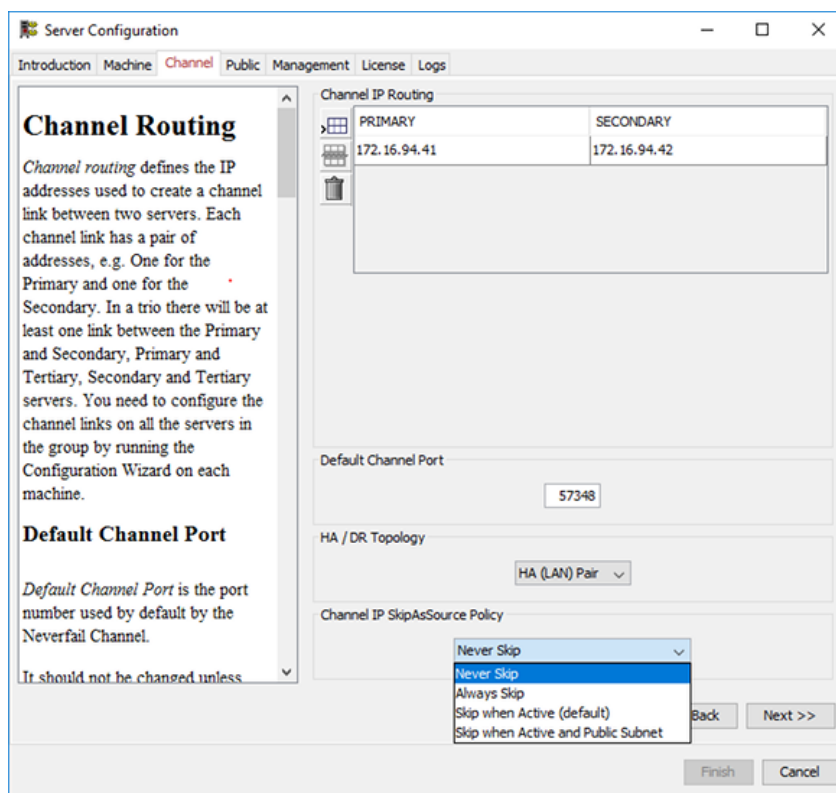 Server Configuration
Introduction Machine Channel Public Management License Logs
Channel Routing
Channel routing defines the IP
addresses used to create a channel
link between two servers. Each
channel link has a pair of
addresses, e.g. One for the
Primary and one for the
Secondary. In a trio there will be at
least one link between the Primary
and Secondary, Primary and
Tertiary, Secondary and Tertiary
servers. You need to configure the
channel links on all the servers in
the group by running the
Configuration Wizard on each
machine.
Default Channel Port
Default Channel Port is the port
number used by default by the
Neverfail Channel.
It should not be changed unless
Channel IP Routing
PRIMARY SECONDARY
172.16.94.41 172.16.94.42
Default Channel Port
57348
HA / DR Topology
HA (LAN) Pair
Channel IP SkipAsSource Policy
Never Skip
Never Skip
Always Skip
Skip when Active (default)
Skip when Active and Public Subnet
Back Next >>
Finish Cancel